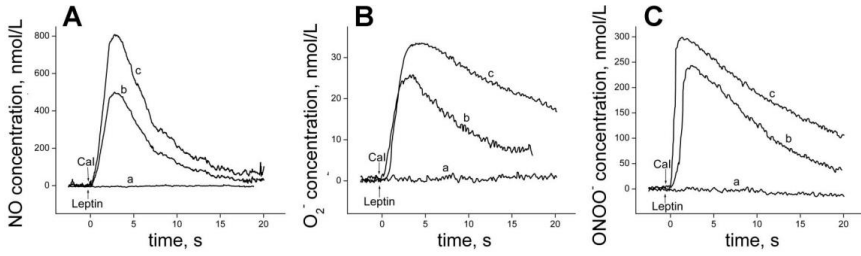 A
NO concentration, nmol/L
800
600
400
200
0
c
b
a
Cal
Leptin
0 5 10 15 20
time, s
B
O₂⁻ concentration, nmol/L
30
20
10
0
c
b
a
Cal
Leptin
0 5 10 15 20
time, s
C
ONOO⁻ concentration, nmol/L
300
250
200
150
100
50
0
c
b
a
Cal
Leptin
0 5 10 15 20
time, s